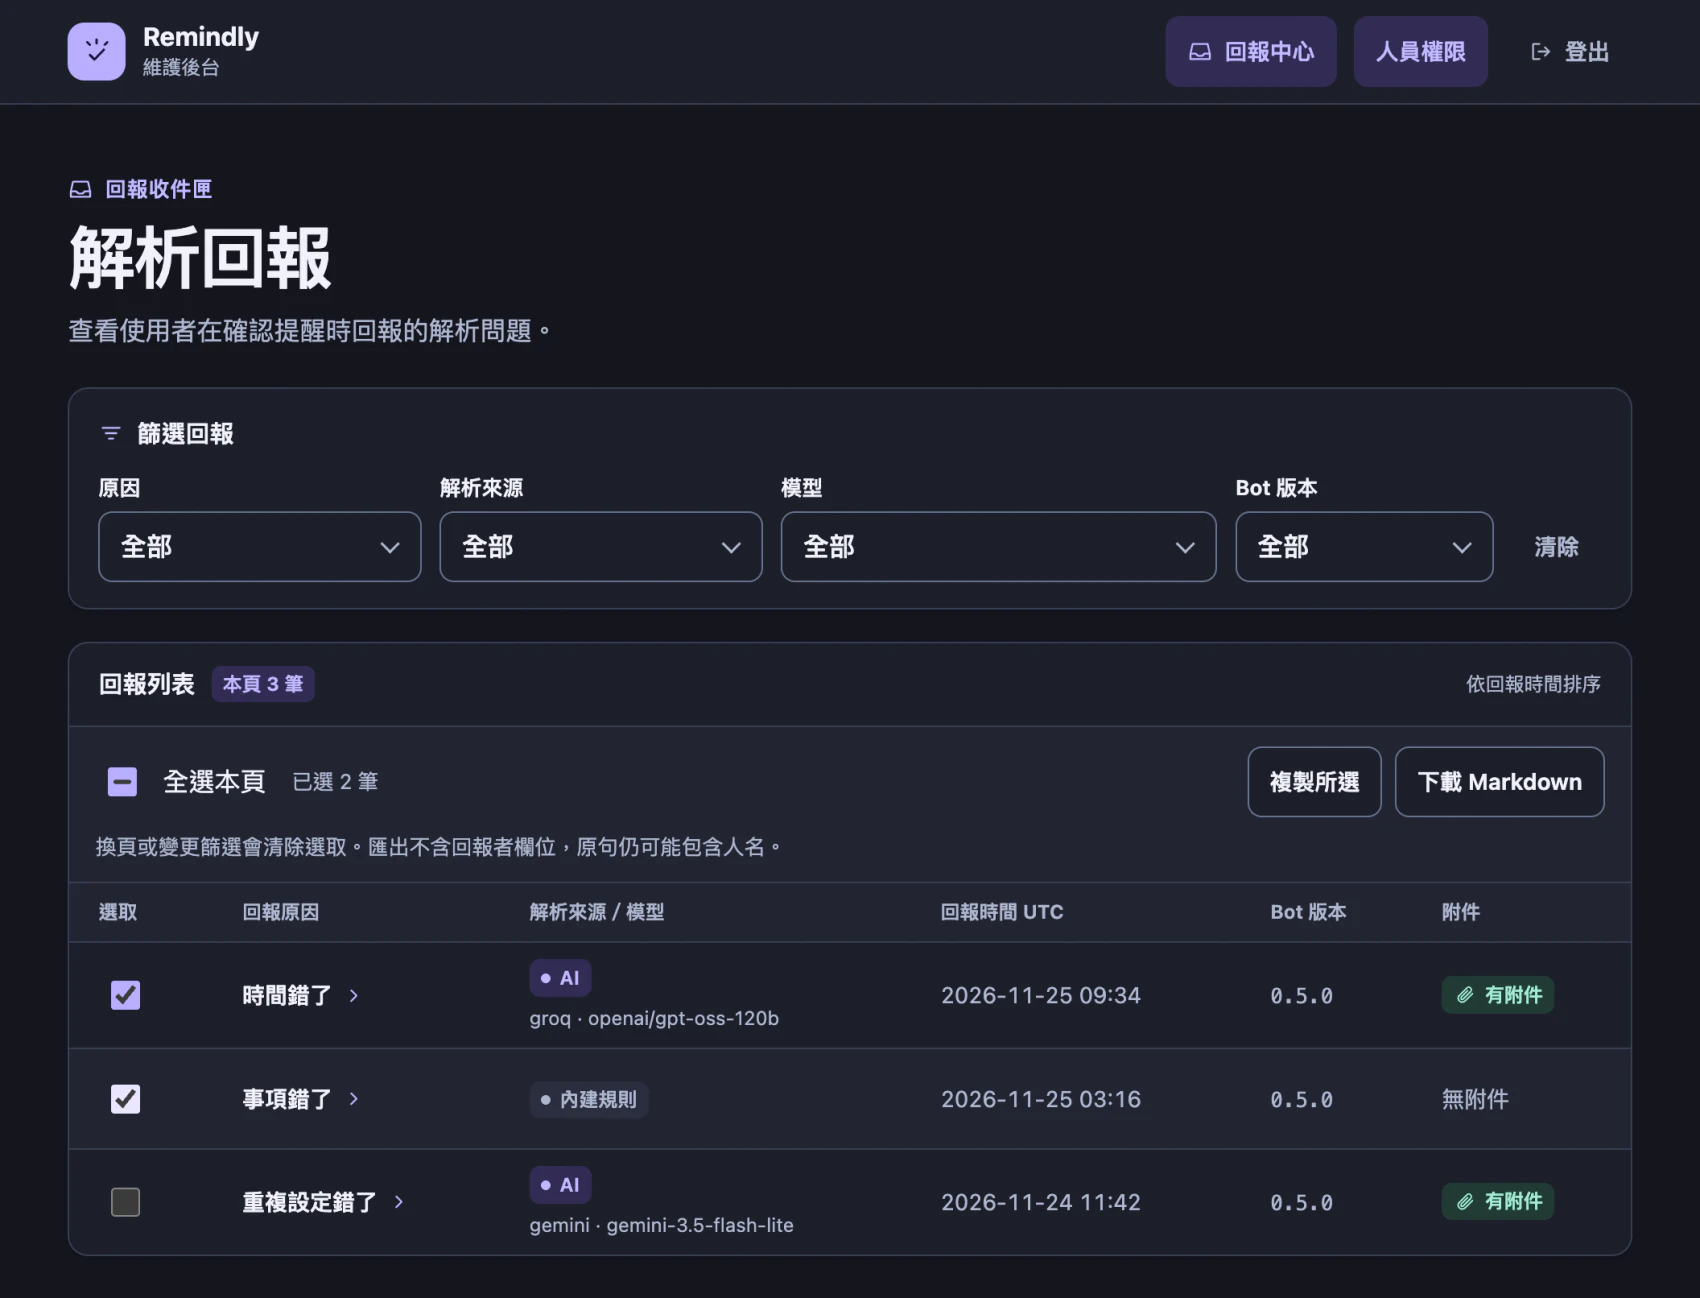 Remindly
維護後台
回報中心
人員權限
登出
回報收件匣
解析回報
查看使用者在確認提醒時回報的解析問題。
篩選回報
原因 解析來源 模型 Bot 版本
全部 全部 全部 全部 清除
回報列表 本頁 3 筆 依回報時間排序
全選本頁 已選 2 筆 複製所選 下載 Markdown
換頁或變更篩選會清除選取。匯出不含回報者欄位，原句仍可能包含人名。
選取 回報原因 解析來源 / 模型 回報時間 UTC Bot 版本 附件
時間錯了 AI 2026-11-25 09:34 0.5.0 有附件
groq · openai/gpt-oss-120b
事項錯了 內建規則 2026-11-25 03:16 0.5.0 無附件
重複設定錯了 AI 2026-11-24 11:42 0.5.0 有附件
gemini · gemini-3.5-flash-lite